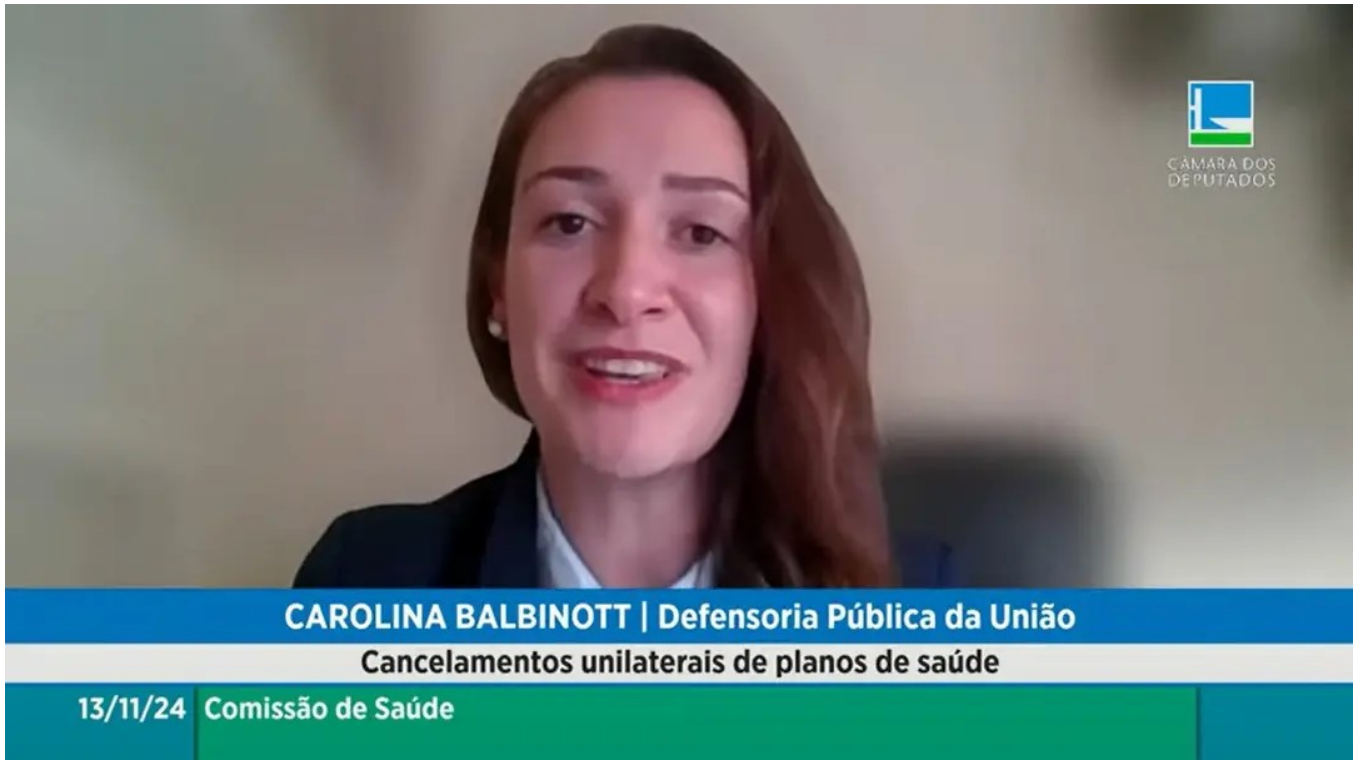 CÂMARA DOS
DEPUTADOS
CAROLINA BALBINOTT | Defensoria Pública da União
Cancelamentos unilaterais de planos de saúde
13/11/24 Comissão de Saúde